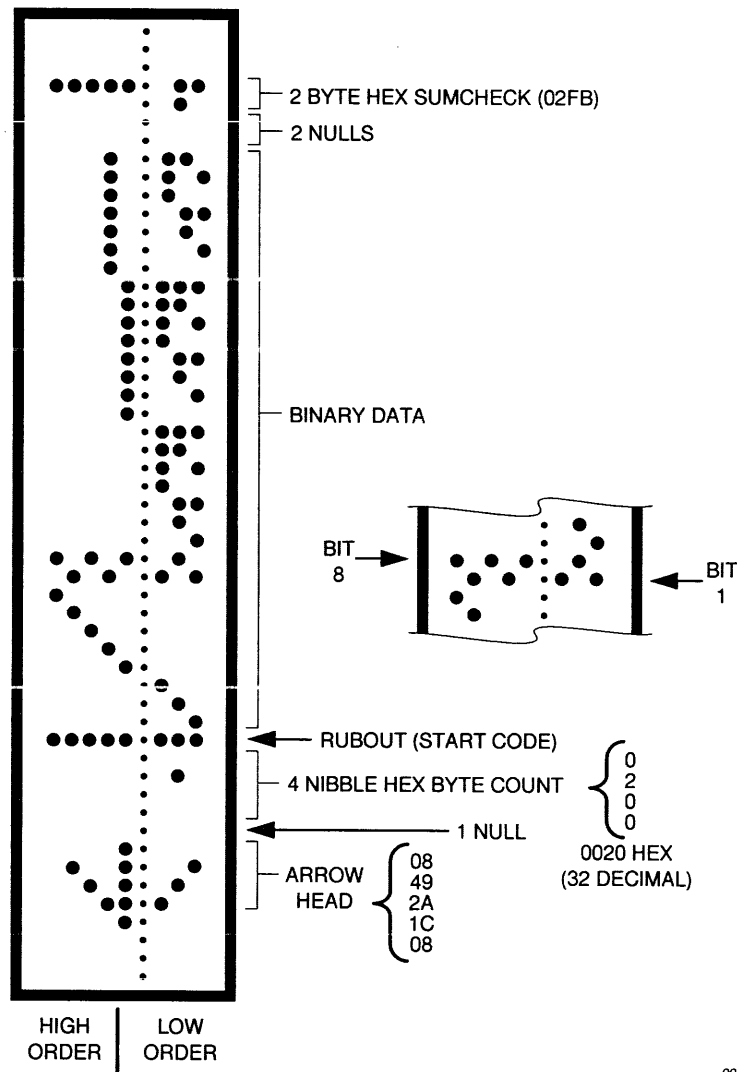 2 BYTE HEX SUMCHECK (02FB)
2 NULLS
BINARY DATA
BIT
8
BIT
1
RUBOUT (START CODE)
4 NIBBLE HEX BYTE COUNT
0
2
0
0
1 NULL
0020 HEX
(32 DECIMAL)
ARROW
HEAD
08
49
2A
1C
08
HIGH
ORDER
LOW
ORDER